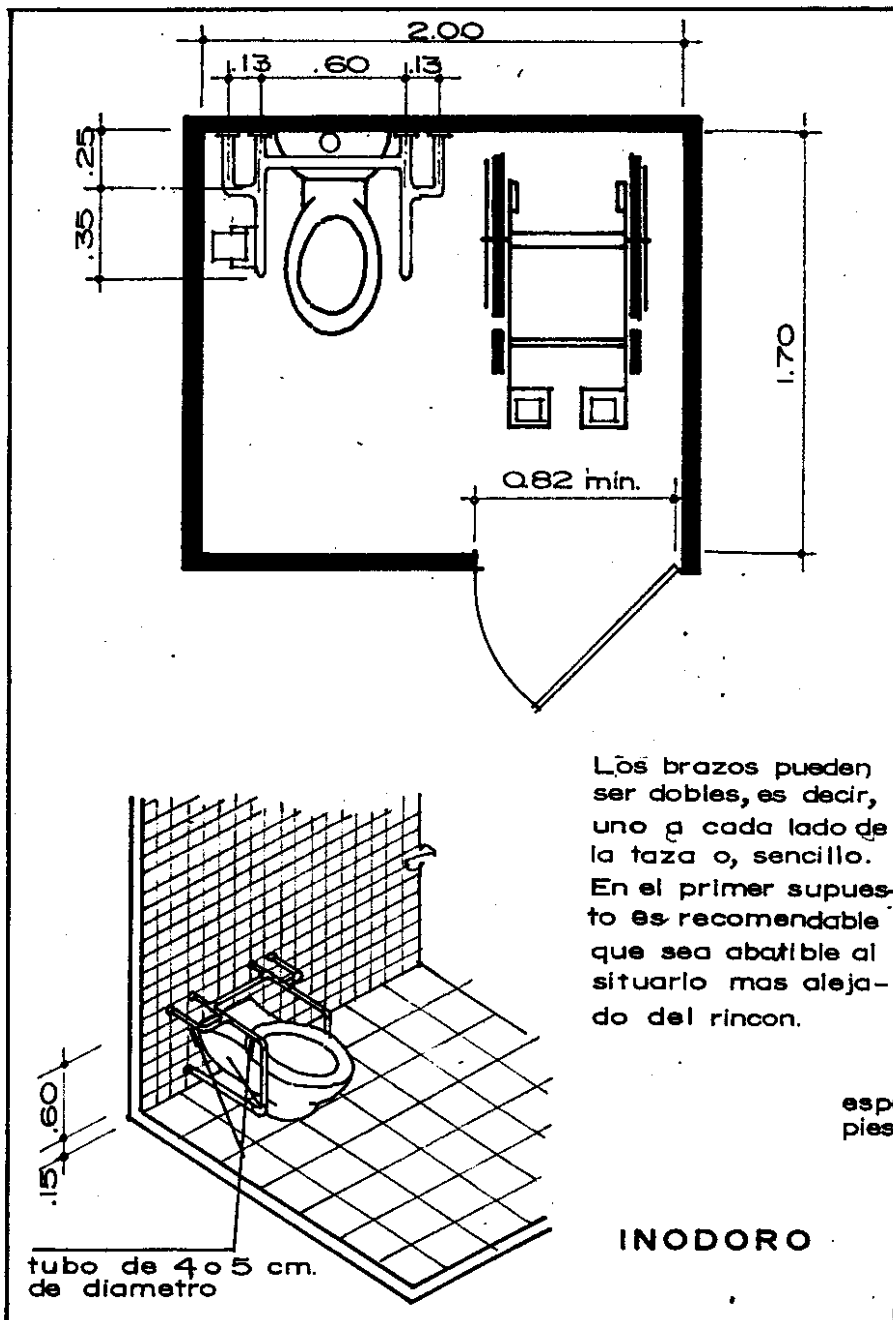 2.00
.13 .60 .13
.25
.35
1.70
0.82 min.
Los brazos pueden
ser dobles, es decir,
uno a cada lado de
la taza o, sencillo.
En el primer supues-
to es recomendable
que sea abatible al
situarlo mas aleja-
do del rincon.
esp
pies
.60
.15
INODORO
tubo de 4 o 5 cm.
de diametro